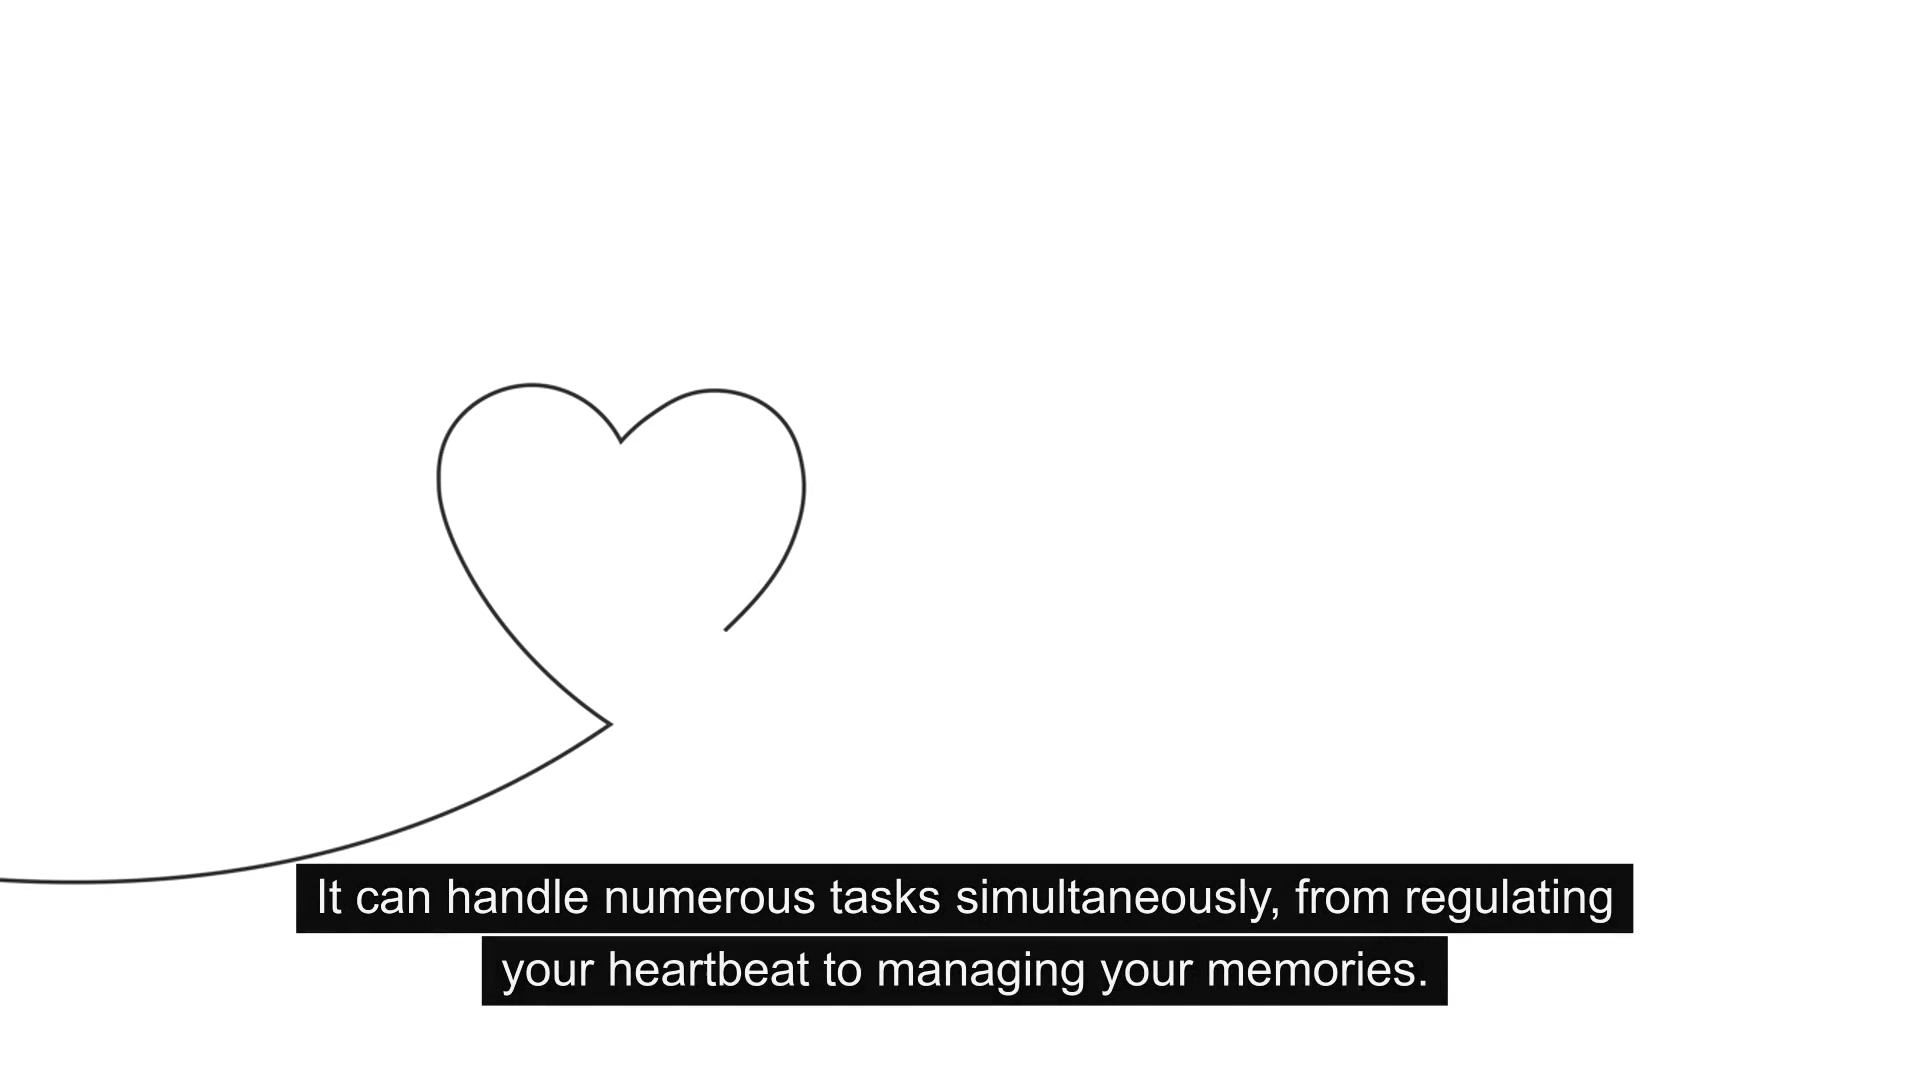 It can handle numerous tasks simultaneously, from regulating
your heartbeat to managing your memories.